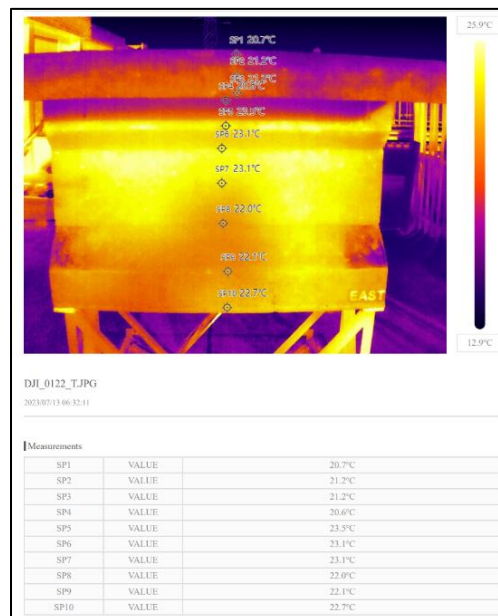 25.9°C
SP1 20.7°C
SP2 21.2°C
SP6 23.1°C
SP7 23.1°C
SP8 22.0°C
SP10 22.7°C
EAST
12.9°C
DJI_0122_T.JPG
2023/07/13 06:32:11
Measurements
SP1 VALUE 20.7°C
SP2 VALUE 21.2°C
SP3 VALUE 21.2°C
SP4 VALUE 20.6°C
SP5 VALUE 23.5°C
SP6 VALUE 23.1°C
SP7 VALUE 23.1°C
SP8 VALUE 22.0°C
SP9 VALUE 22.1°C
SP10 VALUE 22.7°C